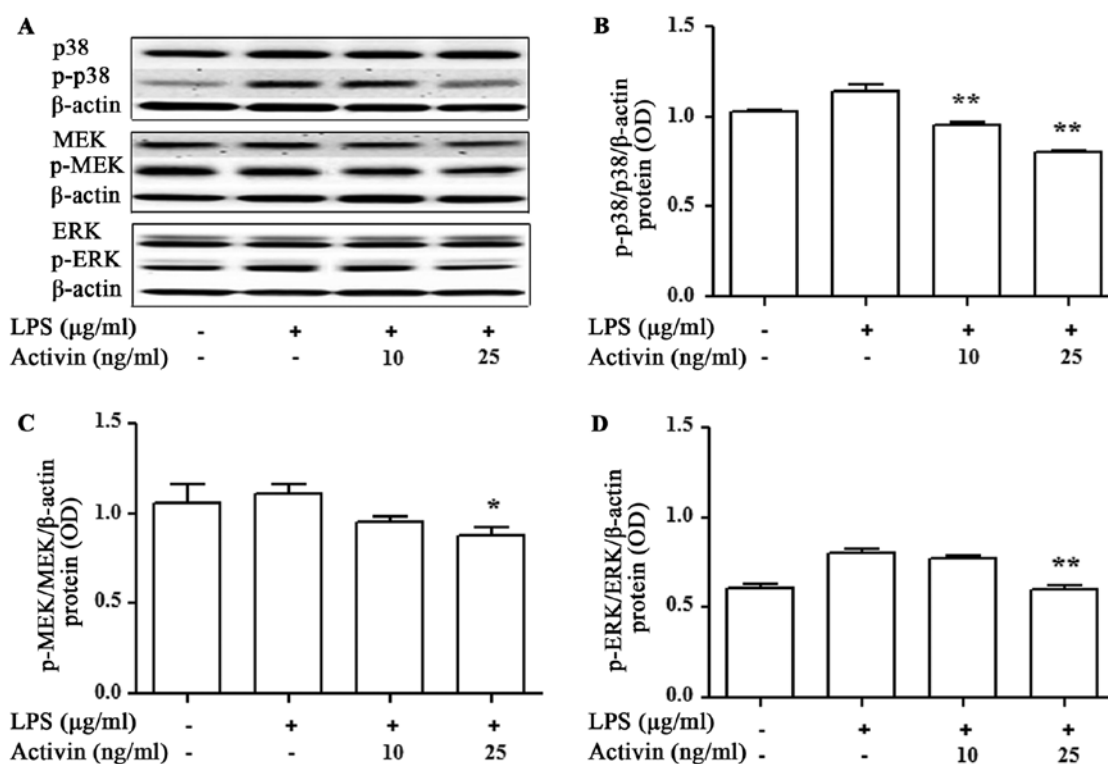 A
p38
p-p38
β-actin
MEK
p-MEK
β-actin
ERK
p-ERK
β-actin
LPS (μg/ml) - + + +
Activin (ng/ml) - - 10 25
B
p-p38/p38/β-actin
protein (OD)
1.5
1.0
0.5
0.0
** **
LPS (μg/ml) - + + +
Activin (ng/ml) - - 10 25
C
p-MEK/MEK/β-actin
protein (OD)
1.5
1.0
0.5
0.0
*
LPS (μg/ml) - + + +
Activin (ng/ml) - - 10 25
D
p-ERK/ERK/β-actin
protein (OD)
1.5
1.0
0.5
0.0
**
LPS (μg/ml) - + + +
Activin (ng/ml) - - 10 25